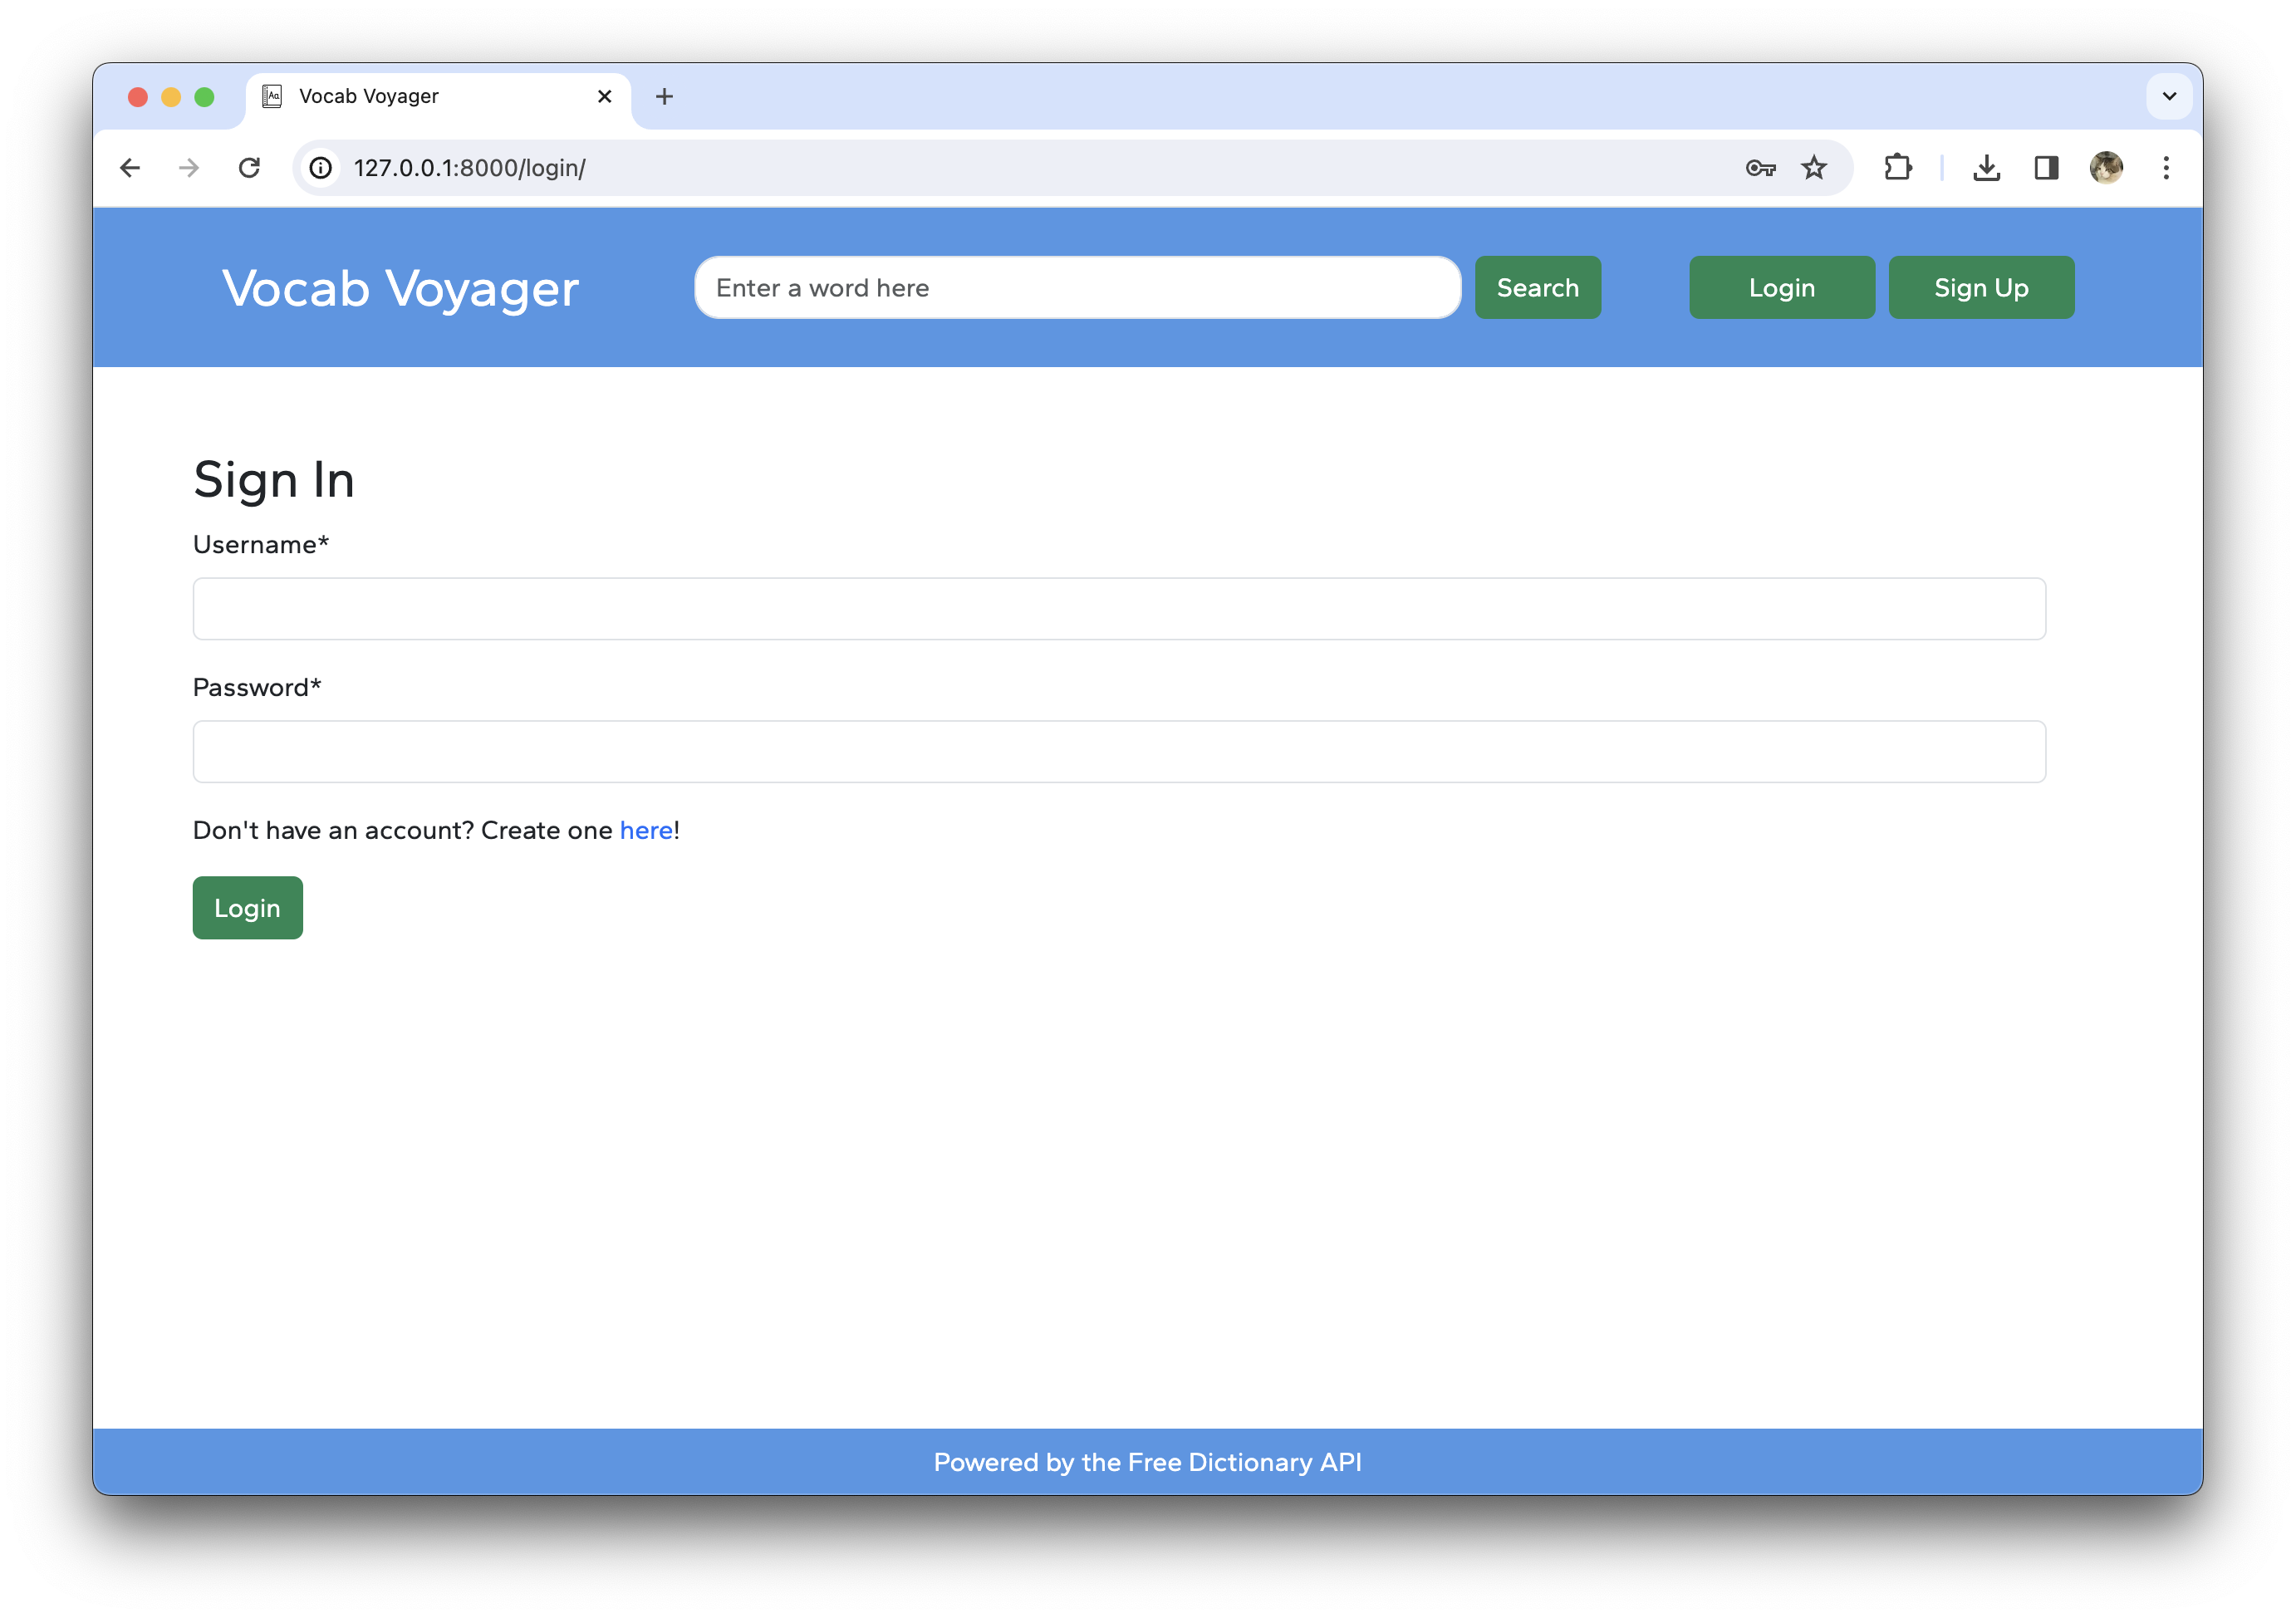 Vocab Voyager
127.0.0.1:8000/login/
Vocab Voyager
Enter a word here
Search
Login
Sign Up
Sign In
Username*
Password*
Don't have an account? Create one here!
Login
Powered by the Free Dictionary API